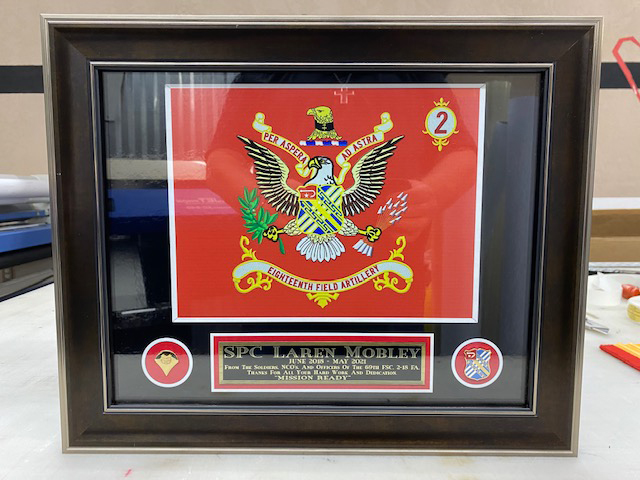 PER ASPERA AD ASTRA
2
EIGHTEENTH FIELD ARTILLERY
SPC LAREN MOBLEY
JUNE 2018 - MAY 2021
FROM THE SOLDIERS, NCO'S, AND OFFICERS OF THE 69TH FSC, 2-18 FA.
THANKS FOR ALL YOUR HARD WORK AND DEDICATION
"MISSION READY"